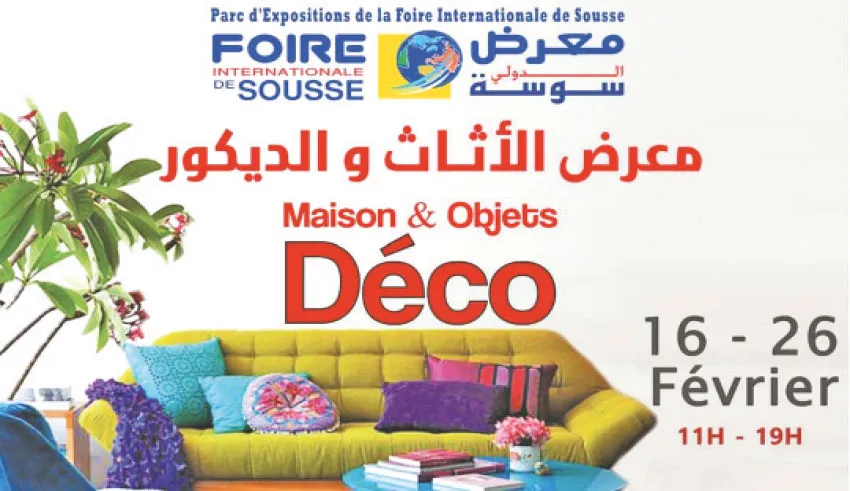 Parc d'Expositions de la Foire Internationale de Sousse
FOIRE
INTERNATIONALE
DE SOUSSE
معرض
الدولي
سوسة
معرض الأثاث و الديكور
Maison & Objets
Déco
16 - 26
Février
11H - 19H